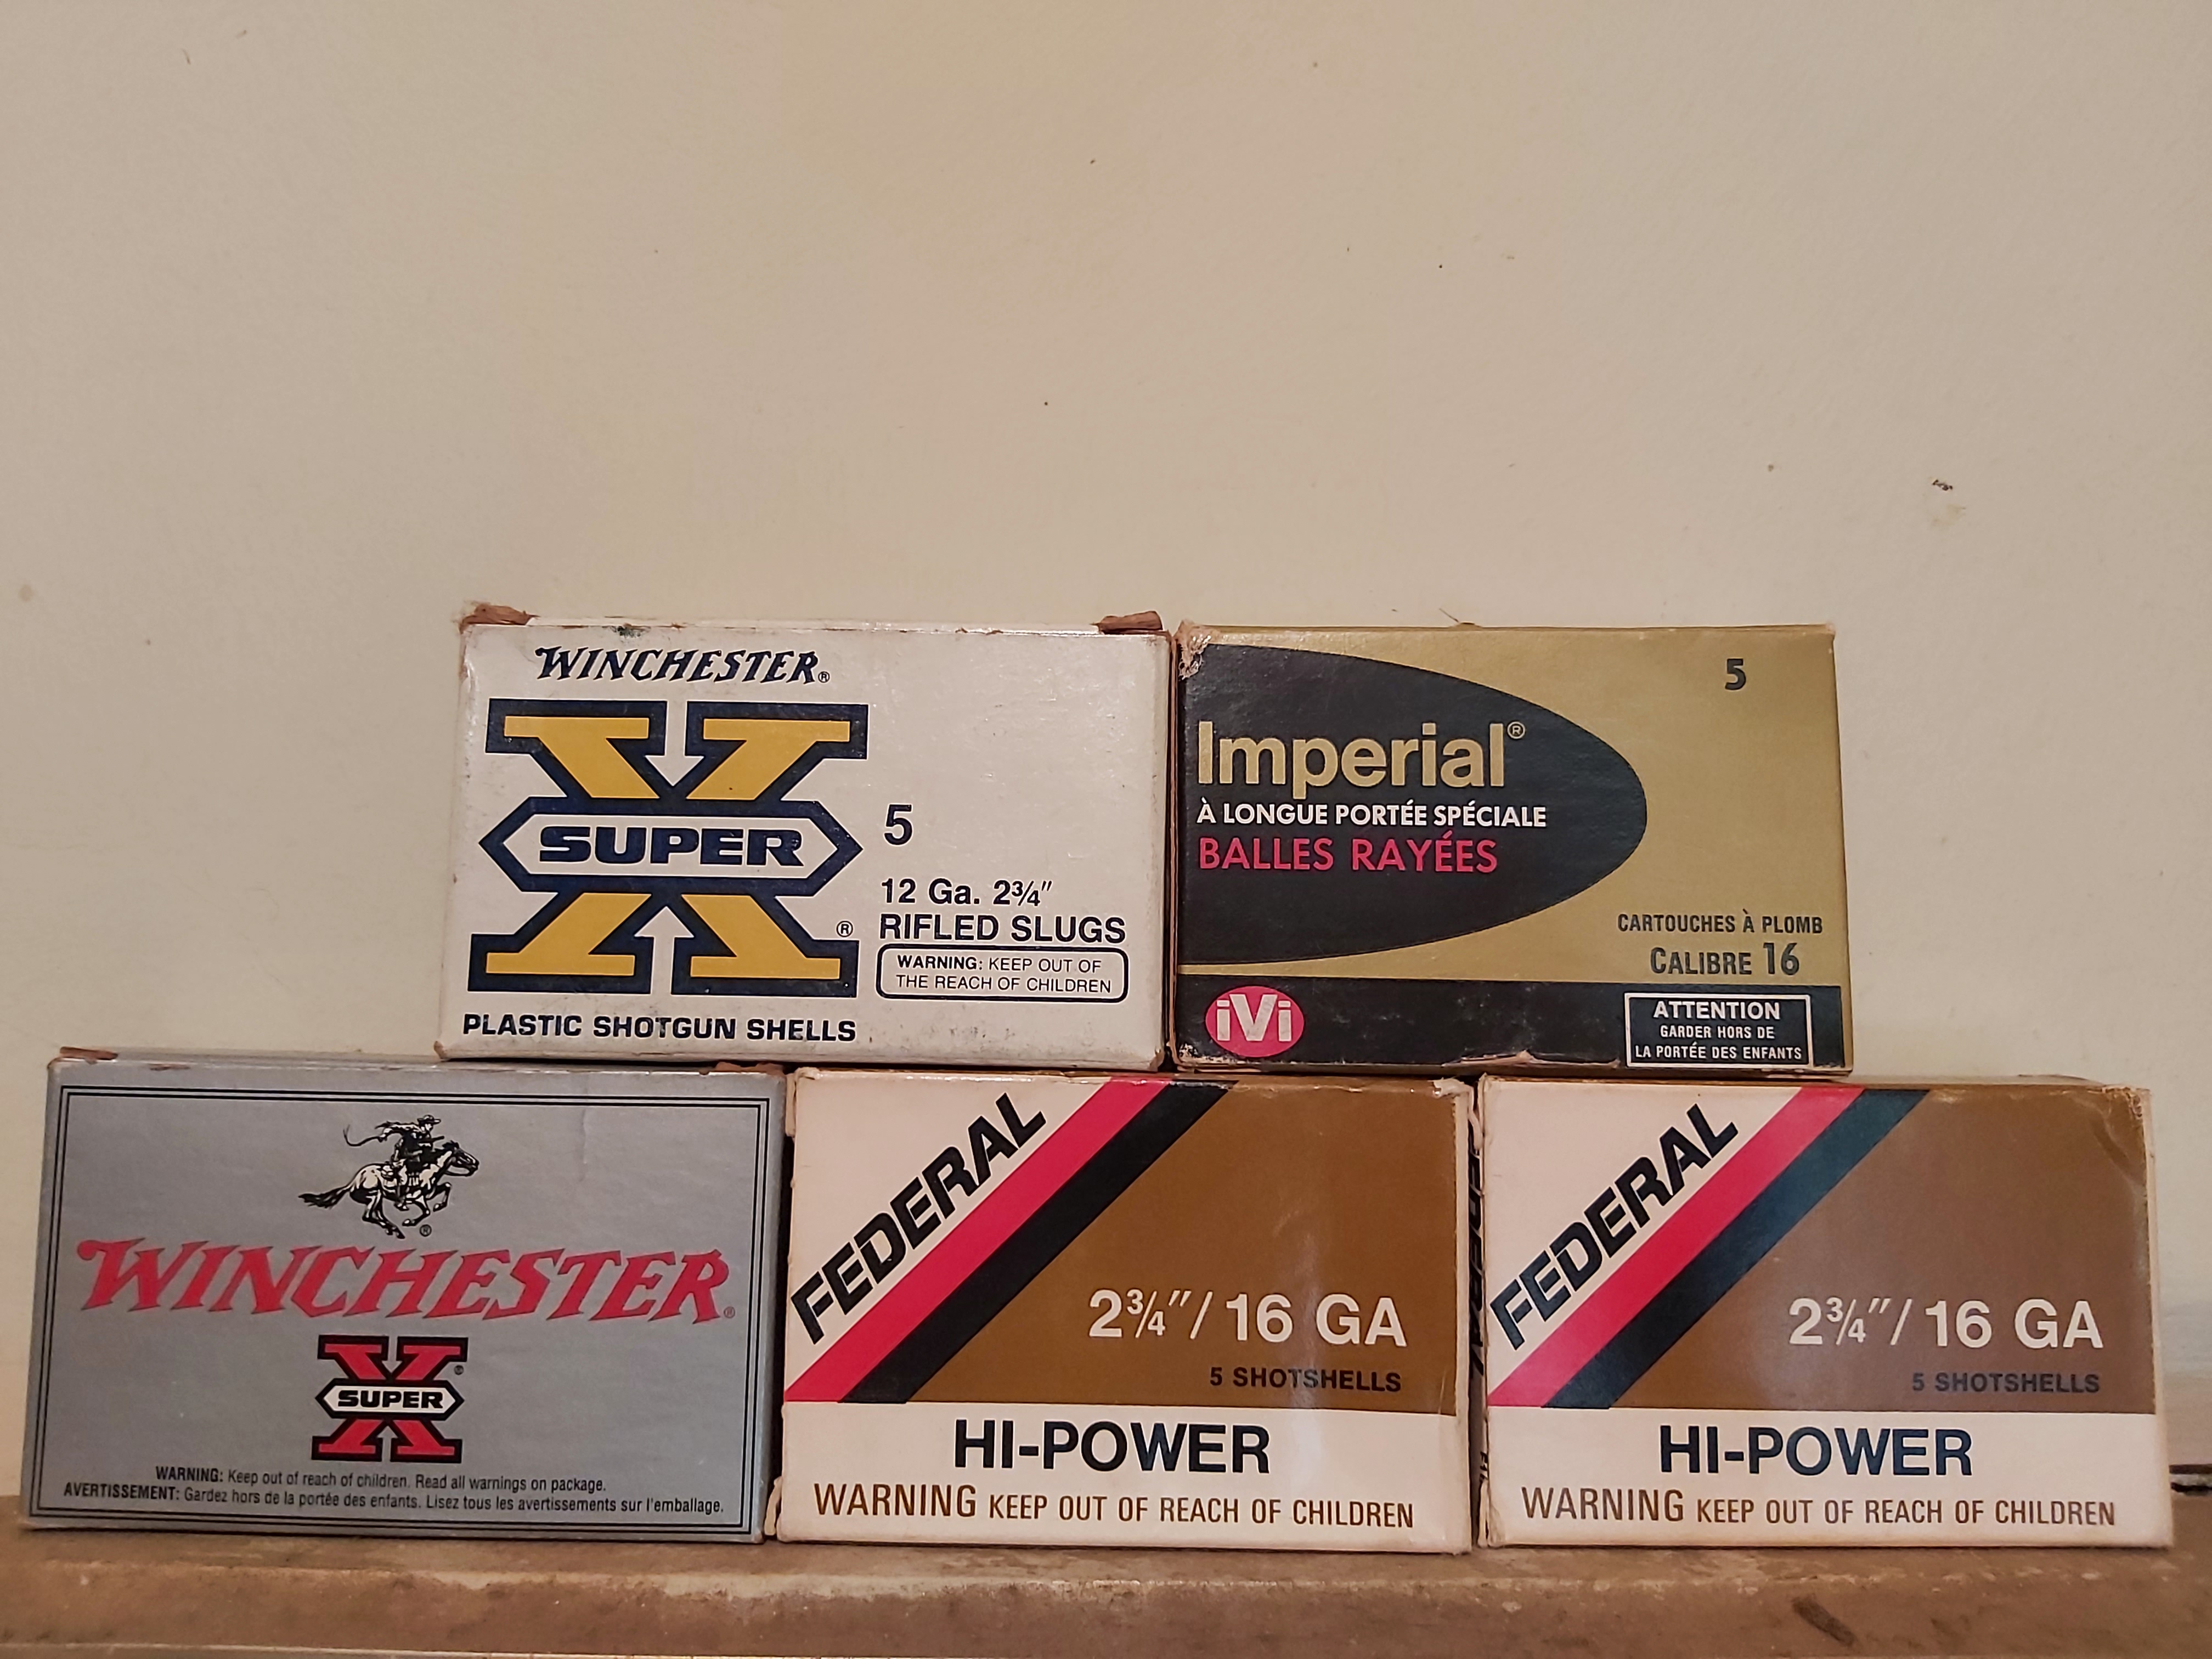 WINCHESTER®
SUPER X®
5
12 Ga. 2¾"
RIFLED SLUGS
WARNING: KEEP OUT OF
THE REACH OF CHILDREN
PLASTIC SHOTGUN SHELLS
5
Imperial®
À LONGUE PORTÉE SPÉCIALE
BALLES RAYÉES
CARTOUCHES À PLOMB
CALIBRE 16
iVi
ATTENTION
GARDER HORS DE
LA PORTÉE DES ENFANTS
®
WINCHESTER®
SUPER X®
WARNING: Keep out of reach of children. Read all warnings on package.
AVERTISSEMENT: Gardez hors de la portée des enfants. Lisez tous les avertissements sur l'emballage.
FEDERAL
2¾"/16 GA
5 SHOTSHELLS
HI-POWER
WARNING KEEP OUT OF REACH OF CHILDREN
FEDERAL
FEDERAL
2¾"/16 GA
5 SHOTSHELLS
HI-POWER
WARNING KEEP OUT OF REACH OF CHILDREN